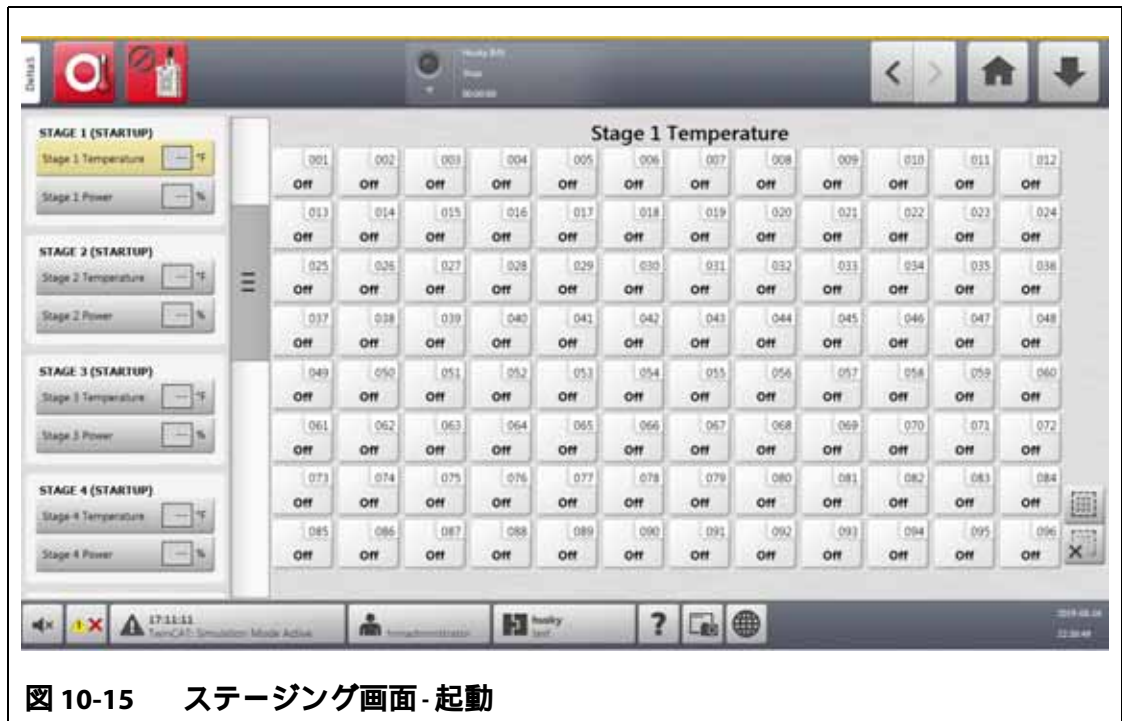 Delta5
Husky B/N
Stop
00:00:00
STAGE 1 (STARTUP)
Stage 1 Temperature -- °F
Stage 1 Power -- %
STAGE 2 (STARTUP)
Stage 2 Temperature -- °F
Stage 2 Power -- %
STAGE 3 (STARTUP)
Stage 3 Temperature -- °F
Stage 3 Power -- %
STAGE 4 (STARTUP)
Stage 4 Temperature -- °F
Stage 4 Power -- %
Stage 1 Temperature
001 002 003 004 005 006 007 008 009 010 011 012
Off Off Off Off Off Off Off Off Off Off Off Off
013 014 015 016 017 018 019 020 021 022 023 024
Off Off Off Off Off Off Off Off Off Off Off Off
025 026 027 028 029 030 031 032 033 034 035 036
Off Off Off Off Off Off Off Off Off Off Off Off
037 038 039 040 041 042 043 044 045 046 047 048
Off Off Off Off Off Off Off Off Off Off Off Off
049 050 051 052 053 054 055 056 057 058 059 060
Off Off Off Off Off Off Off Off Off Off Off Off
061 062 063 064 065 066 067 068 069 070 071 072
Off Off Off Off Off Off Off Off Off Off Off Off
073 074 075 076 077 078 079 080 081 082 083 084
Off Off Off Off Off Off Off Off Off Off Off Off
085 086 087 088 089 090 091 092 093 094 095 096
Off Off Off Off Off Off Off Off Off Off Off Off
17:11:11
TwinCAT: Simulation Mode Active
hmiadministrator
husky
test
?
図 10-15 ステージング画面 - 起動